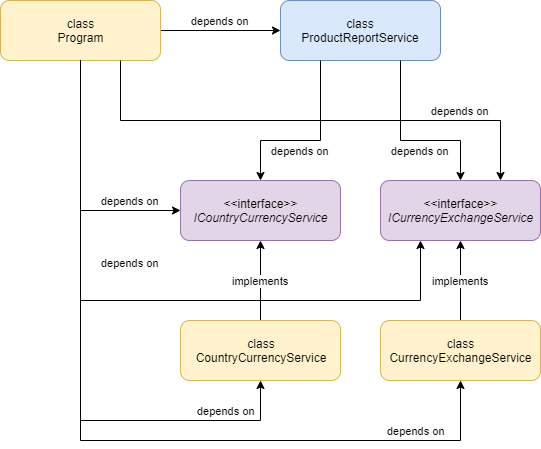 class
Program
depends on
class
ProductReportService
depends on
depends on
depends on
depends on
<<interface>>
ICountryCurrencyService
<<interface>>
ICurrencyExchangeService
depends on
implements
implements
class
CountryCurrencyService
class
CurrencyExchangeService
depends on
depends on